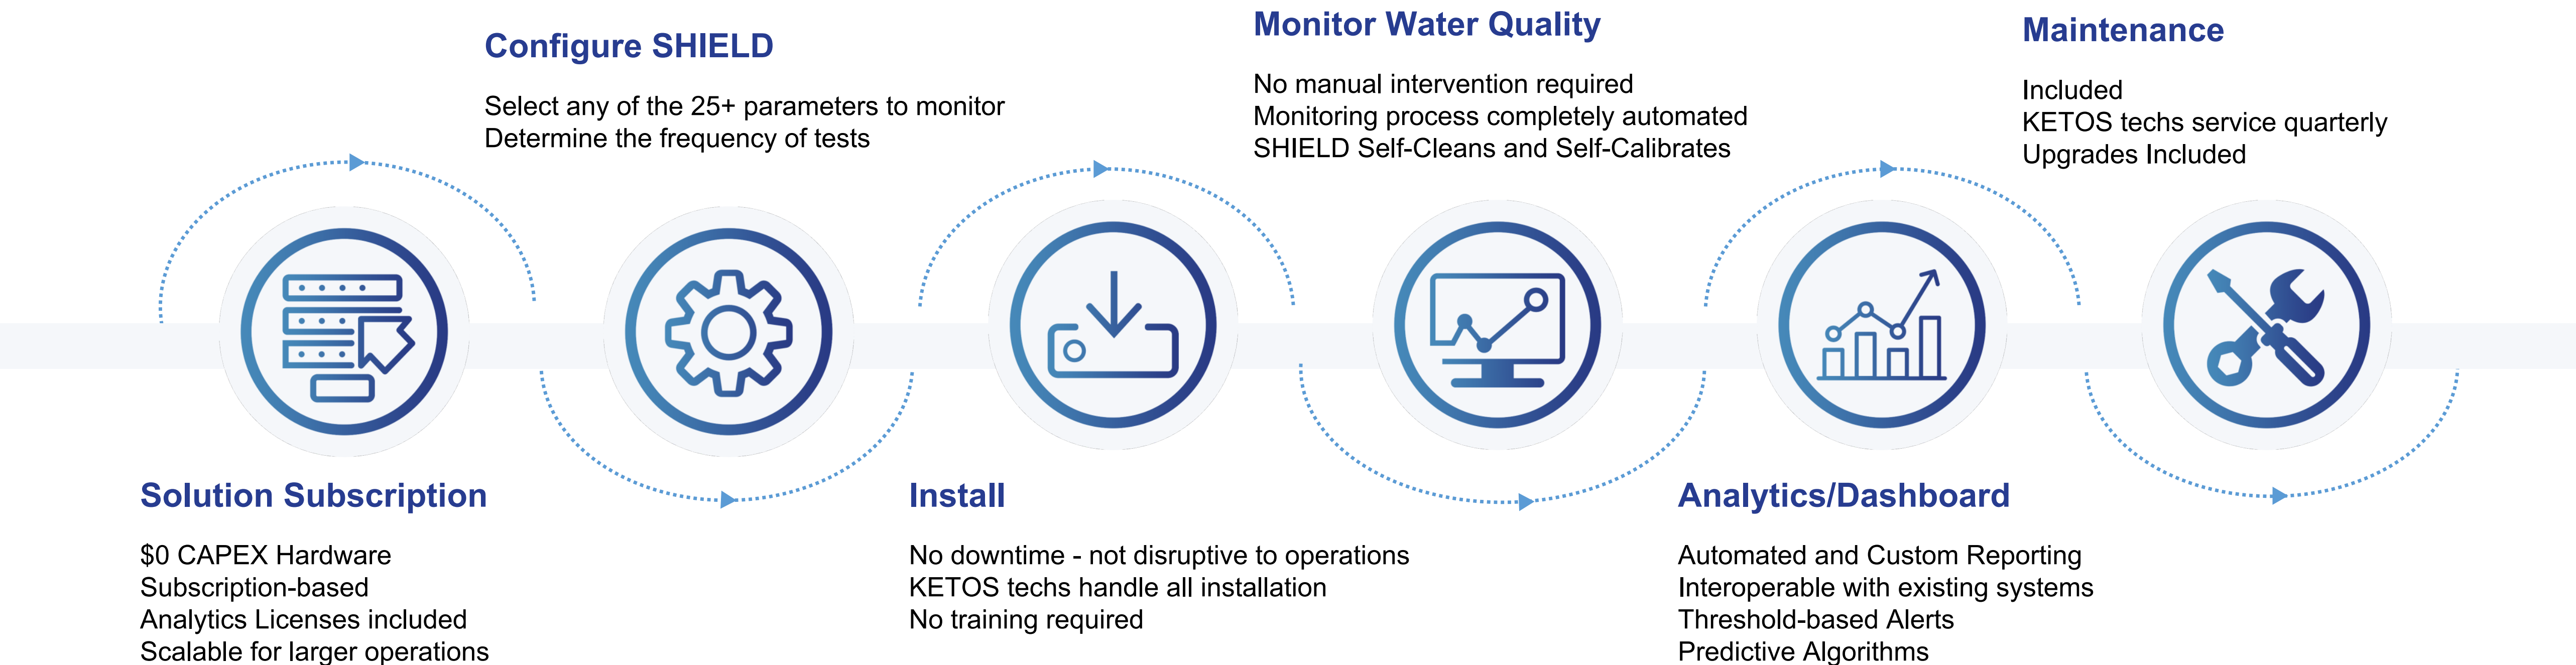 Solution Subscription
$0 CAPEX Hardware
Subscription-based
Analytics Licenses included
Scalable for larger operations
Configure SHIELD
Select any of the 25+ parameters to monitor
Determine the frequency of tests
Install
No downtime - not disruptive to operations
KETOS techs handle all installation
No training required
Monitor Water Quality
No manual intervention required
Monitoring process completely automated
SHIELD Self-Cleans and Self-Calibrates
Analytics/Dashboard
Automated and Custom Reporting
Interoperable with existing systems
Threshold-based Alerts
Predictive Algorithms
Maintenance
Included
KETOS techs service quarterly
Upgrades Included